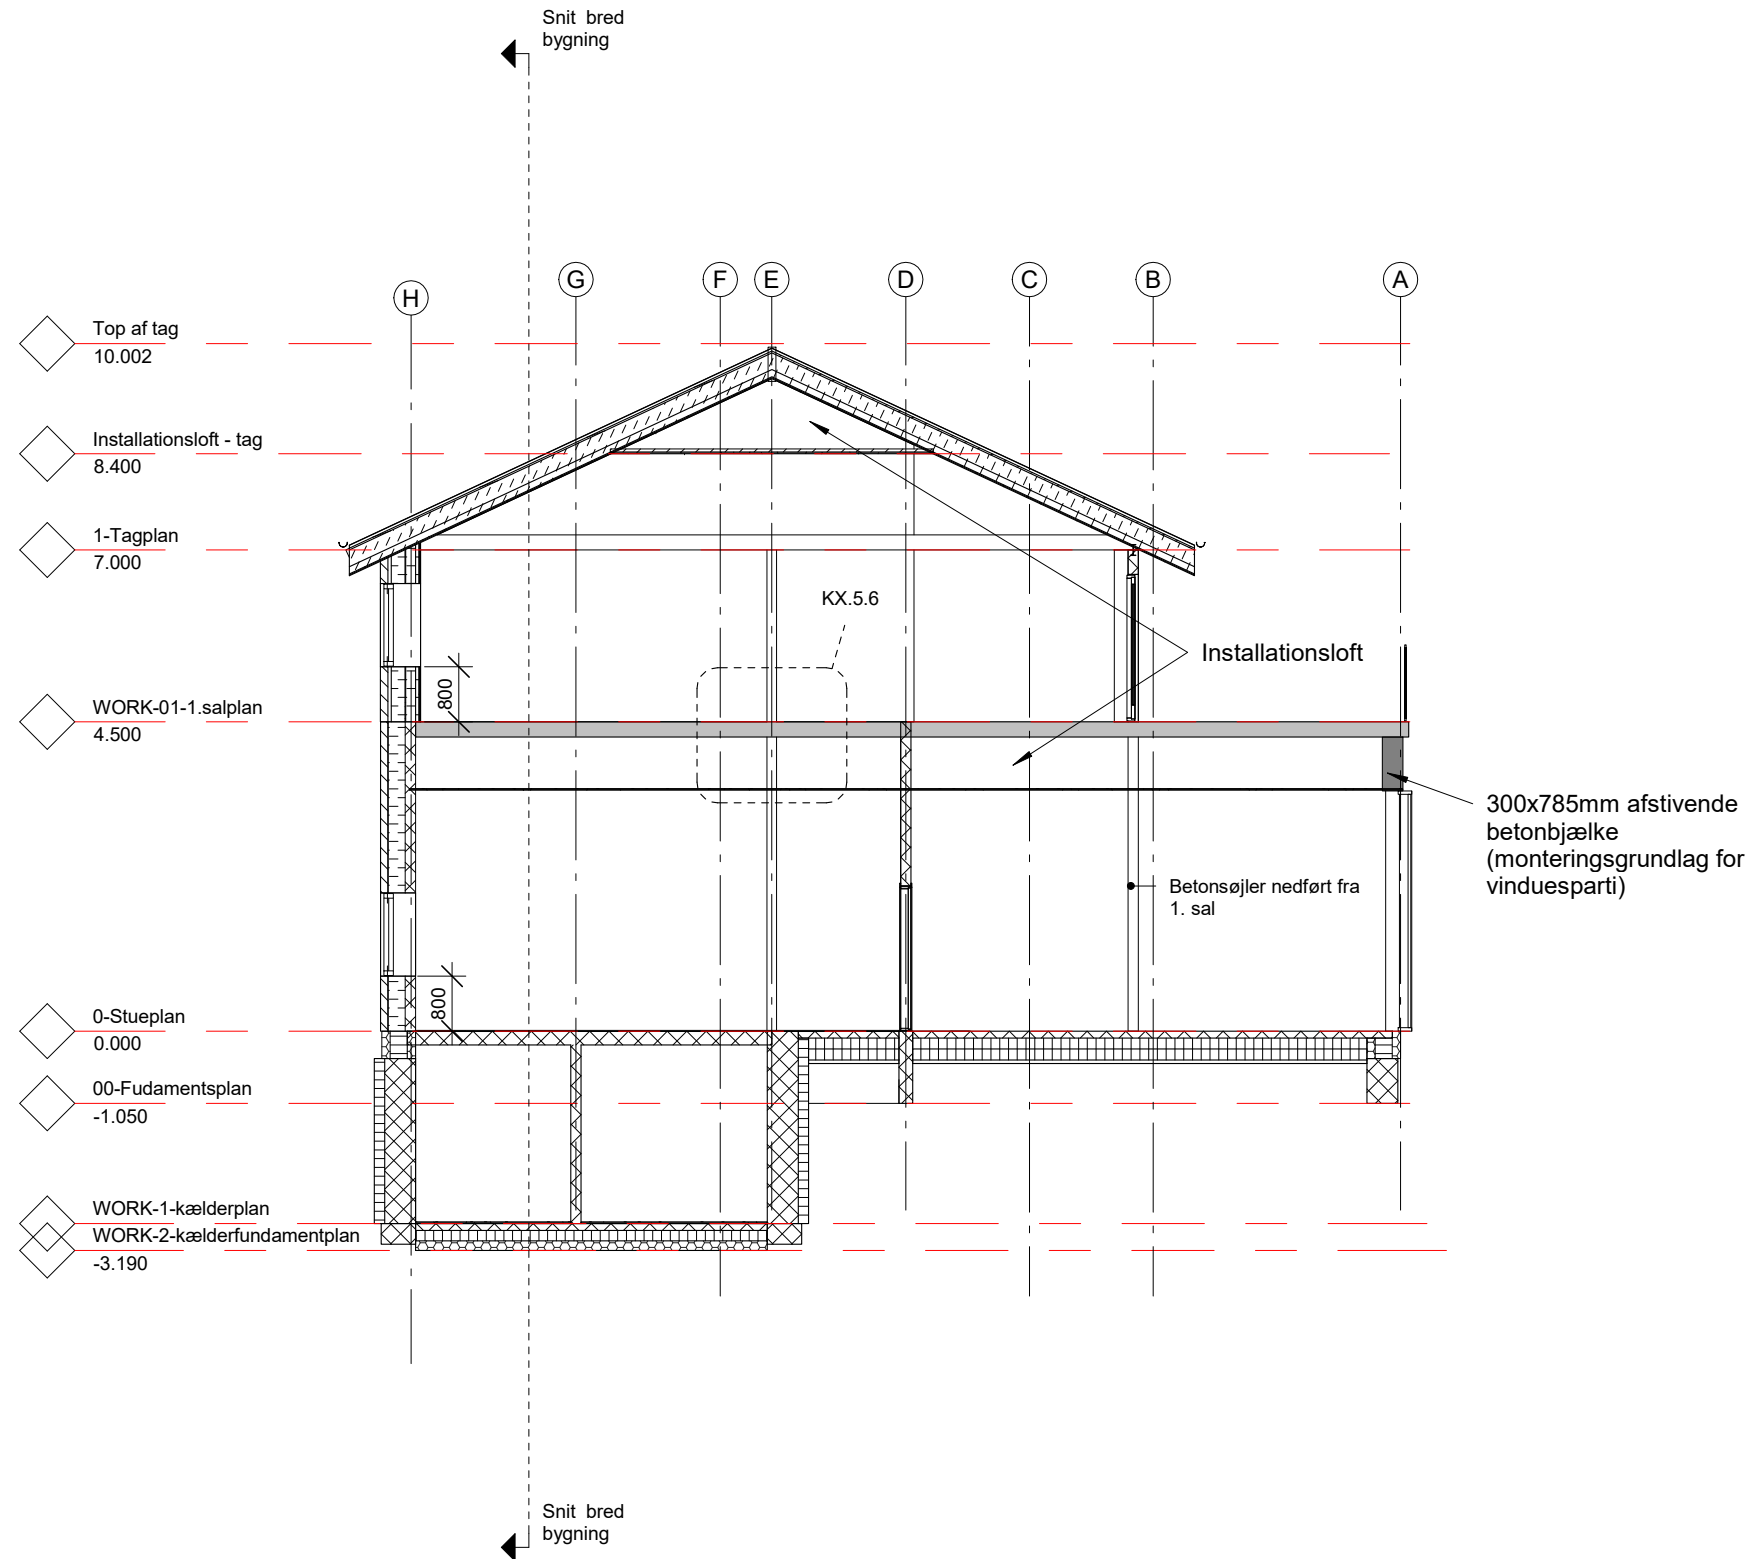 Snit bred
bygning
H
G
F
E
D
C
B
A
Top af tag
10.002
Installationsloft - tag
8.400
1-Tagplan
7.000
KX.5.6
Installationsloft
800
WORK-01-1.salplan
4.500
300x785mm afstivende
betonbjælke
(monteringsgrundlag for
vinduesparti)
Betonsøjler nedført fra
1. sal
800
0-Stueplan
0.000
00-Fudamentsplan
-1.050
WORK-1-kælderplan
WORK-2-kælderfundamentplan
-3.190
Snit bred
bygning